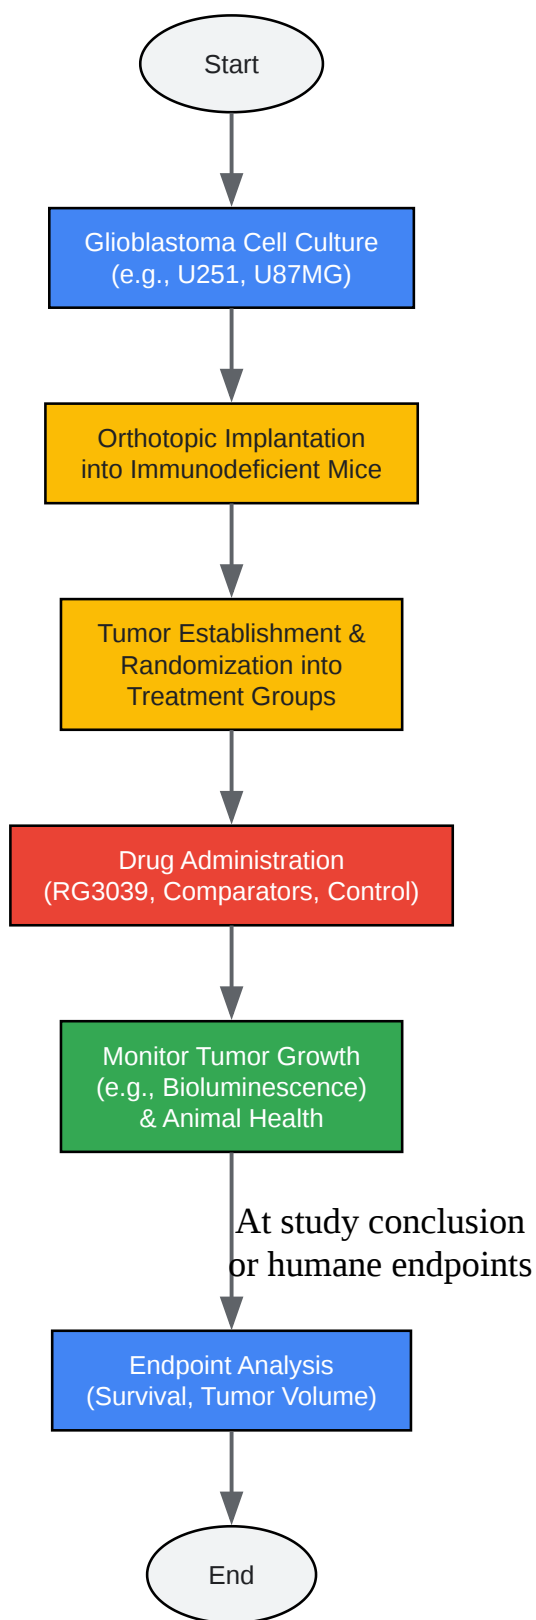 Start
Glioblastoma Cell Culture
(e.g., U251, U87MG)
Orthotopic Implantation
into Immunodeficient Mice
Tumor Establishment &
Randomization into
Treatment Groups
Drug Administration
(RG3039, Comparators, Control)
Monitor Tumor Growth
(e.g., Bioluminescence)
& Animal Health
At study conclusion
or humane endpoints
Endpoint Analysis
(Survival, Tumor Volume)
End